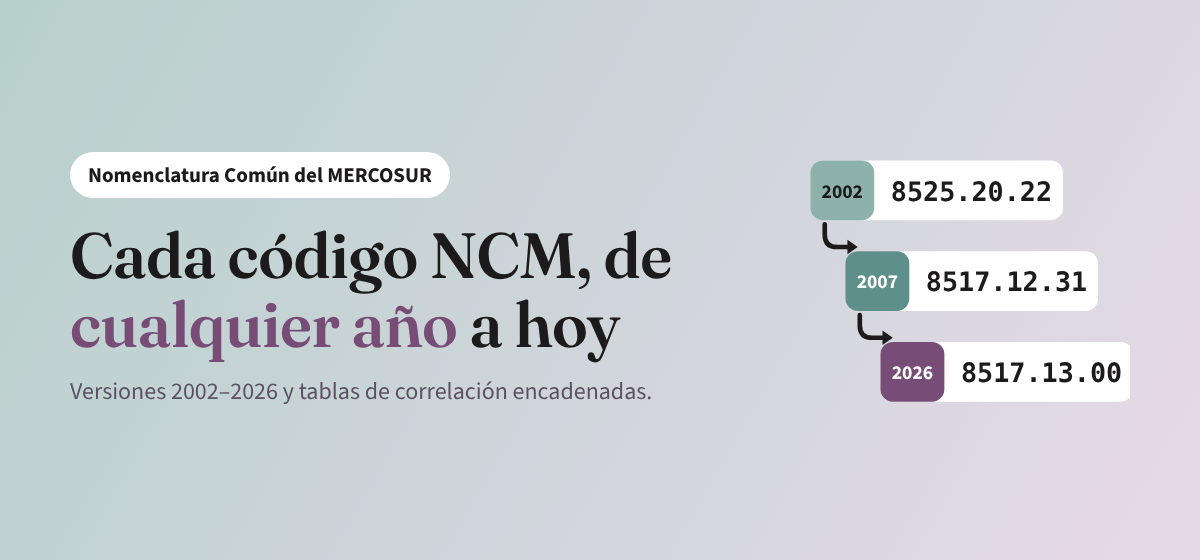 Nomenclatura Común del MERCOSUR
Cada código NCM, de
cualquier año a hoy
Versiones 2002–2026 y tablas de correlación encadenadas.
2002 8525.20.22
2007 8517.12.31
2026 8517.13.00